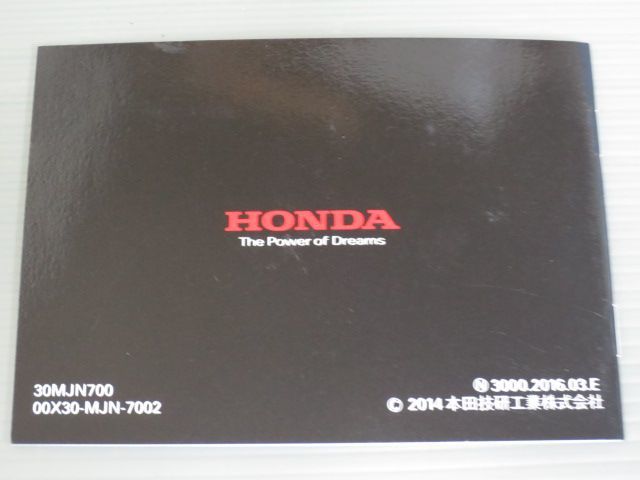 HONDA
The Power of Dreams
30MJN700
00X30-MJN-7002
Ⓝ 3000.2016.03.E
© 2014 本田技研工業株式会社